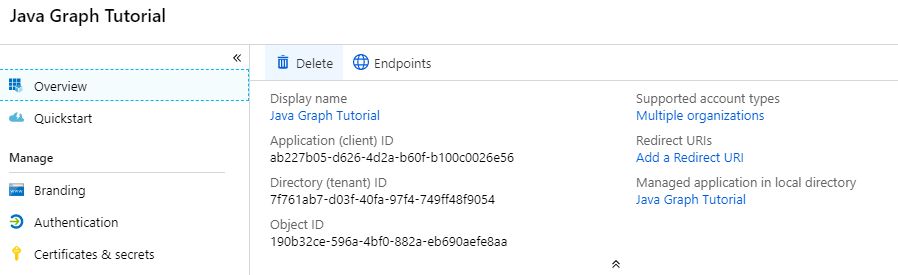 Java Graph Tutorial
«
Overview
Quickstart
Manage
Branding
Authentication
Certificates & secrets
Delete
Endpoints
Display name
Java Graph Tutorial
Application (client) ID
ab227b05-d626-4d2a-b60f-b100c0026e56
Directory (tenant) ID
7f761ab7-d03f-40fa-97f4-749ff48f9054
Object ID
190b32ce-596a-4bf0-882a-eb690aefe8aa
Supported account types
Multiple organizations
Redirect URIs
Add a Redirect URI
Managed application in local directory
Java Graph Tutorial